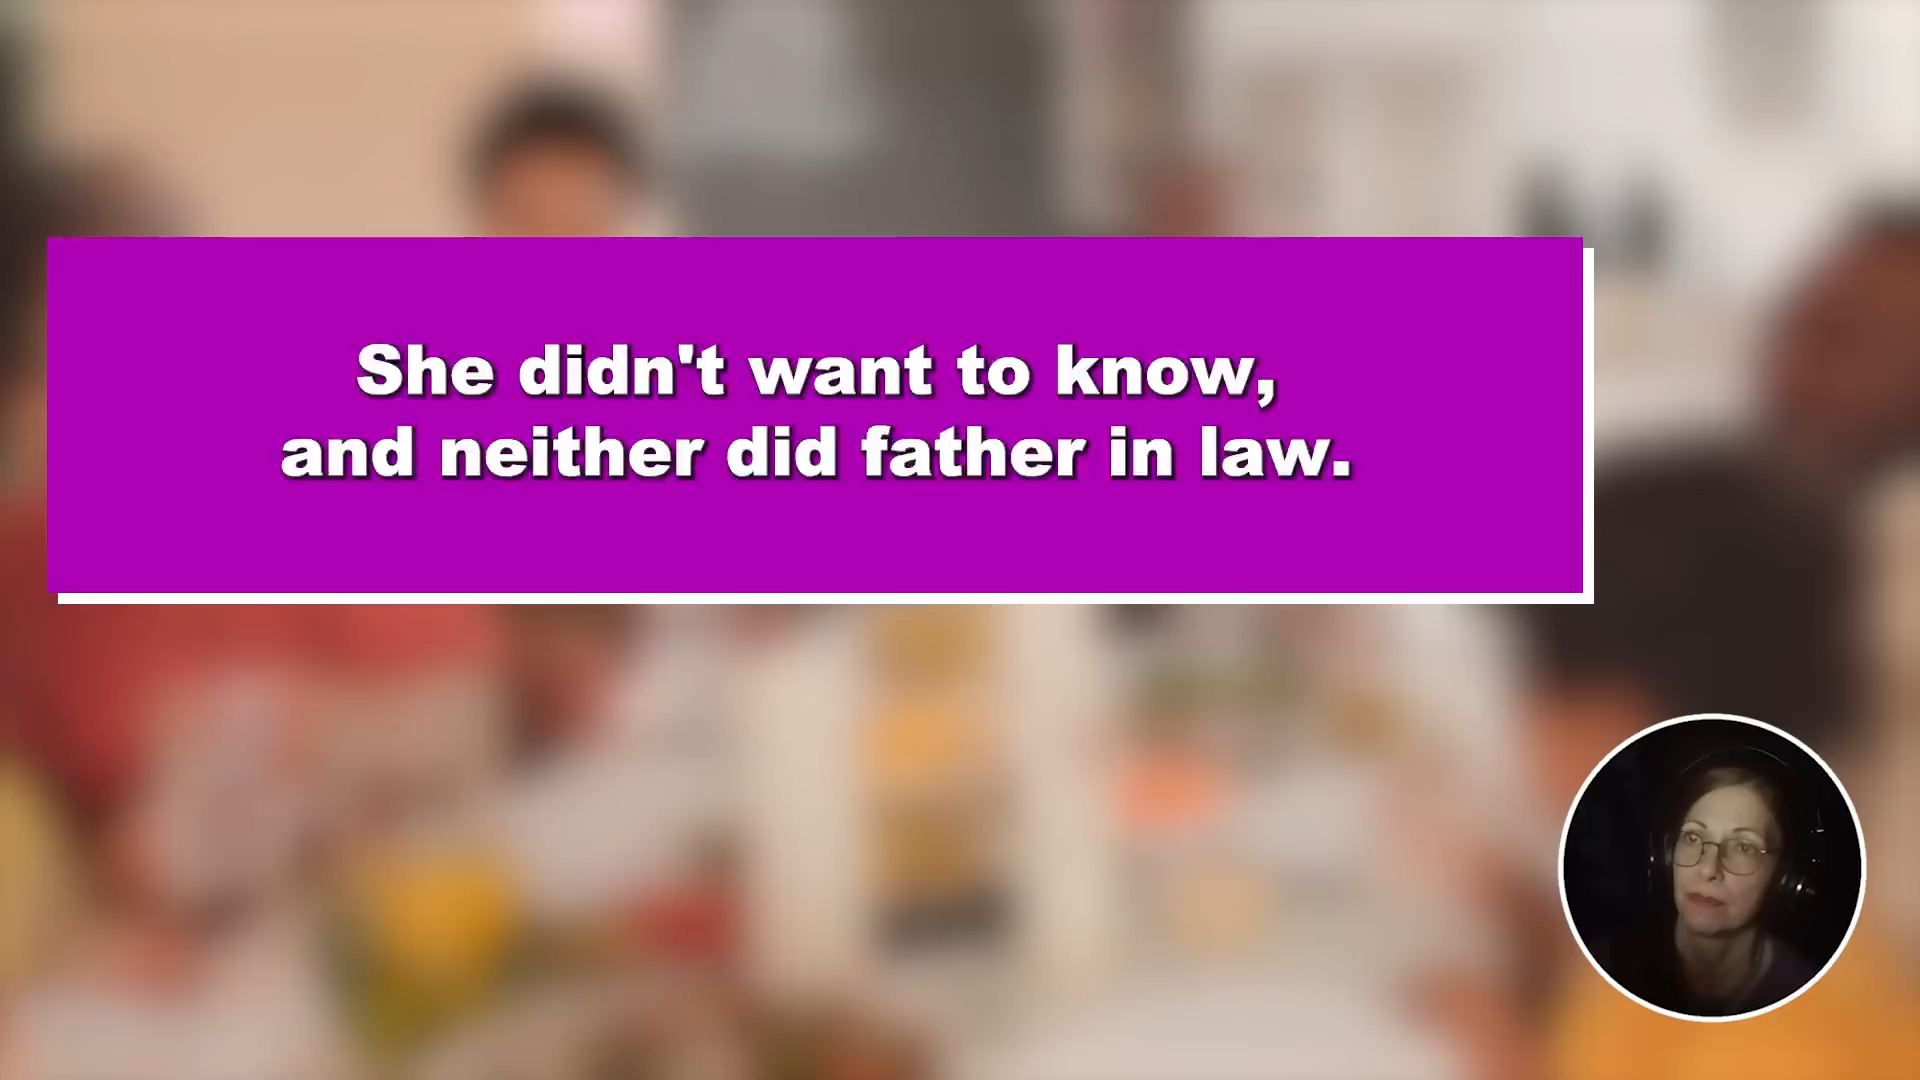 She didn't want to know,
and neither did father in law.